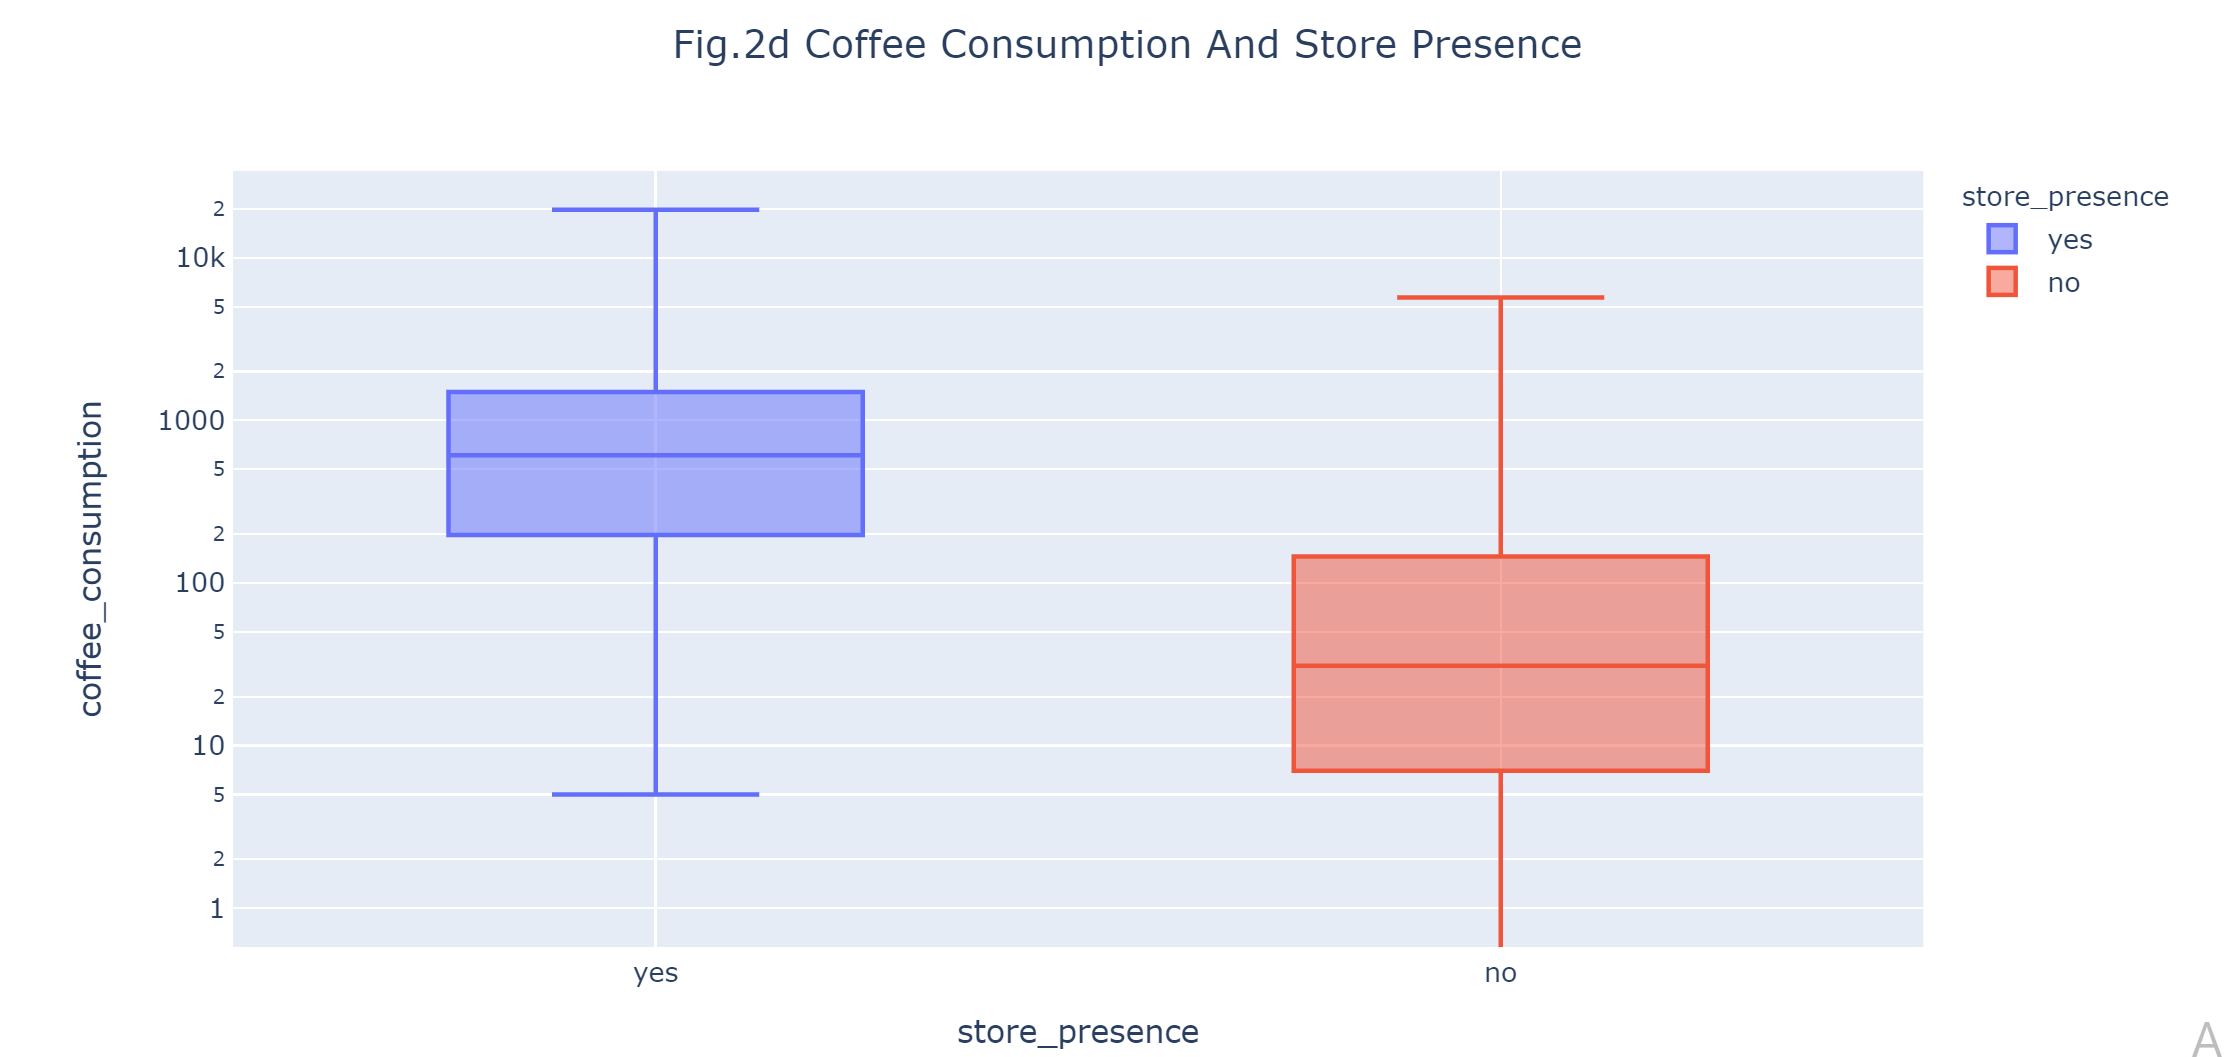 Fig.2d Coffee Consumption And Store Presence
store_presence
yes
no
coffee_consumption
2
10k
5
2
1000
5
2
100
5
2
10
5
2
1
yes
no
store_presence
A